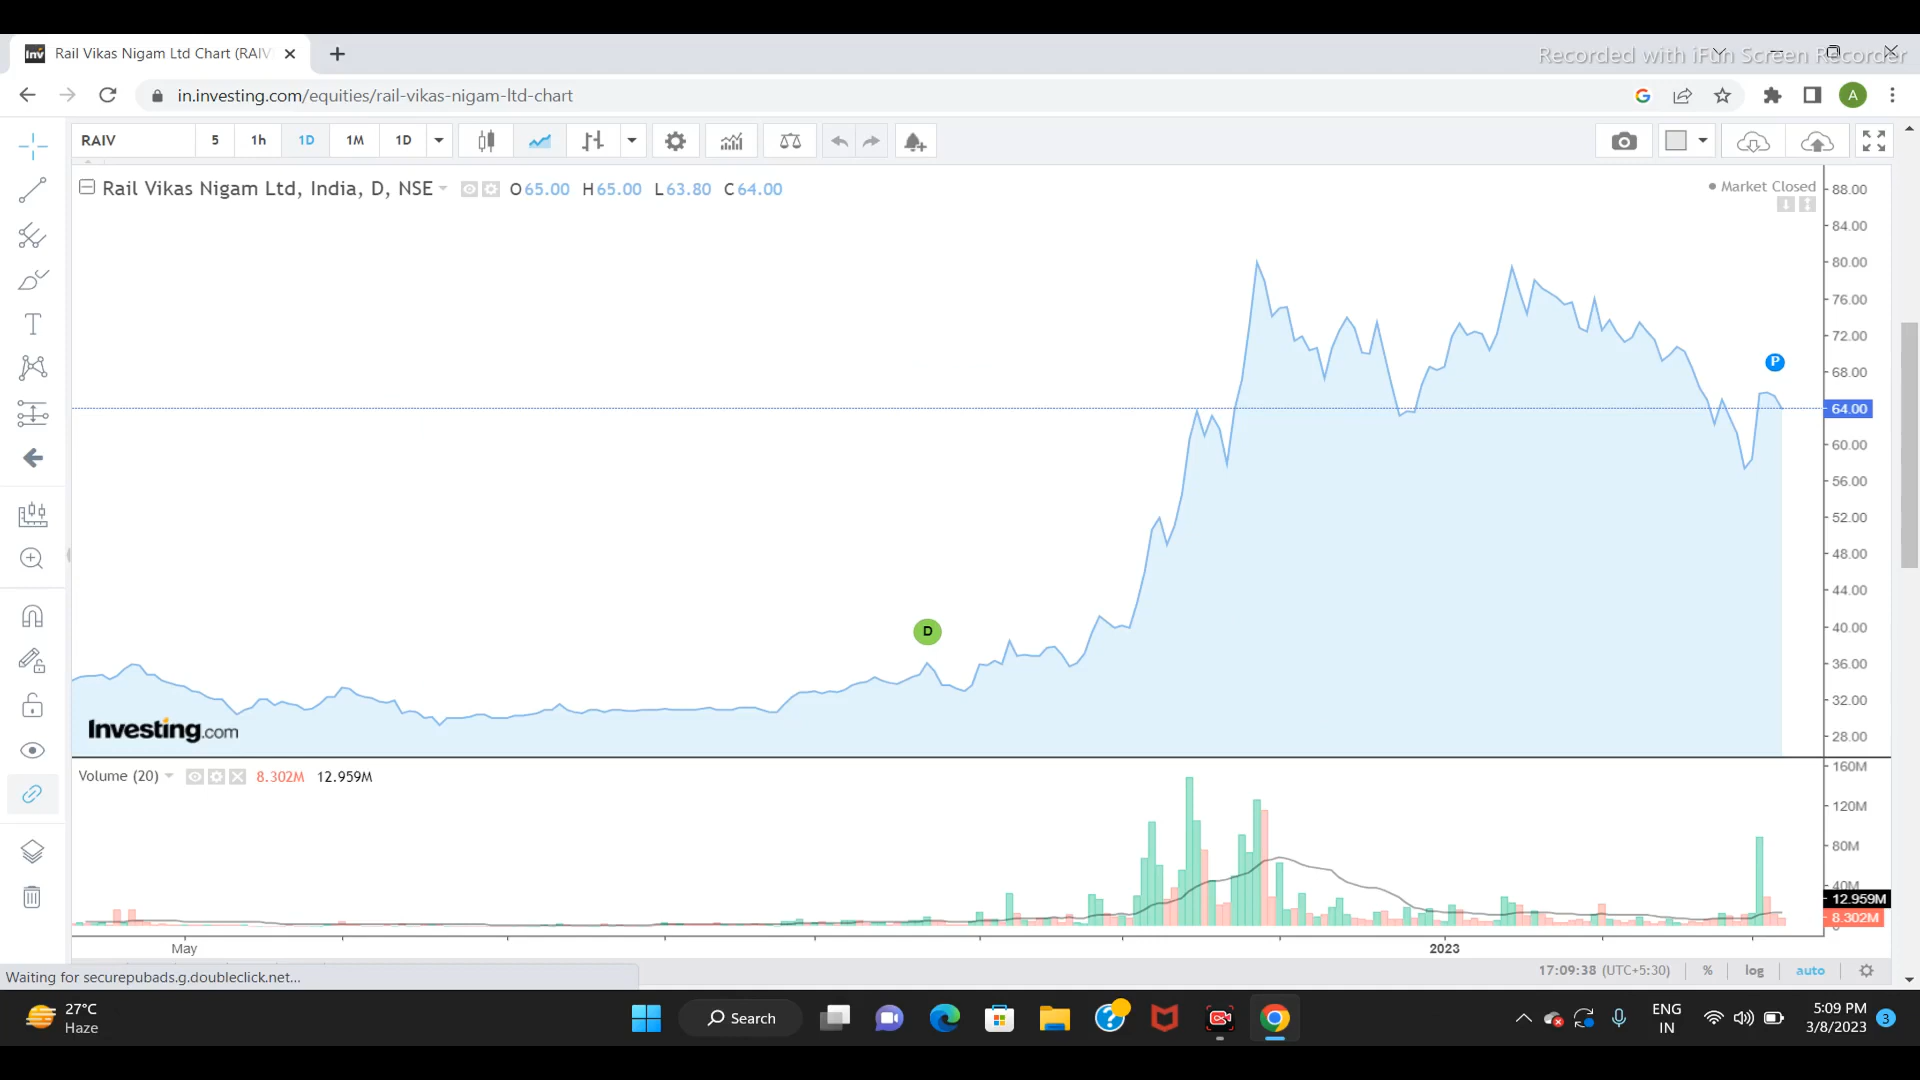 Rail Vikas Nigam Ltd Chart (RAIV
Recorded with iFun Screen Recorder
in.investing.com/equities/rail-vikas-nigam-ltd-chart
A
RAIV 5 1h 1D 1M 1D
Rail Vikas Nigam Ltd, India, D, NSE O 65.00 H 65.00 L 63.80 C 64.00
Market Closed
88.00
84.00
80.00
76.00
72.00
P
68.00
64.00
60.00
56.00
52.00
48.00
44.00
D
40.00
36.00
32.00
Investing.com
28.00
Volume (20) 8.302M 12.959M
160M
120M
80M
40M
12.959M
8.302M
0
May 2023
17:09:38 (UTC+5:30) % log auto
Waiting for securepubads.g.doubleclick.net...
27°C
Haze
Search
ENG
IN
5:09 PM
3/8/2023
3